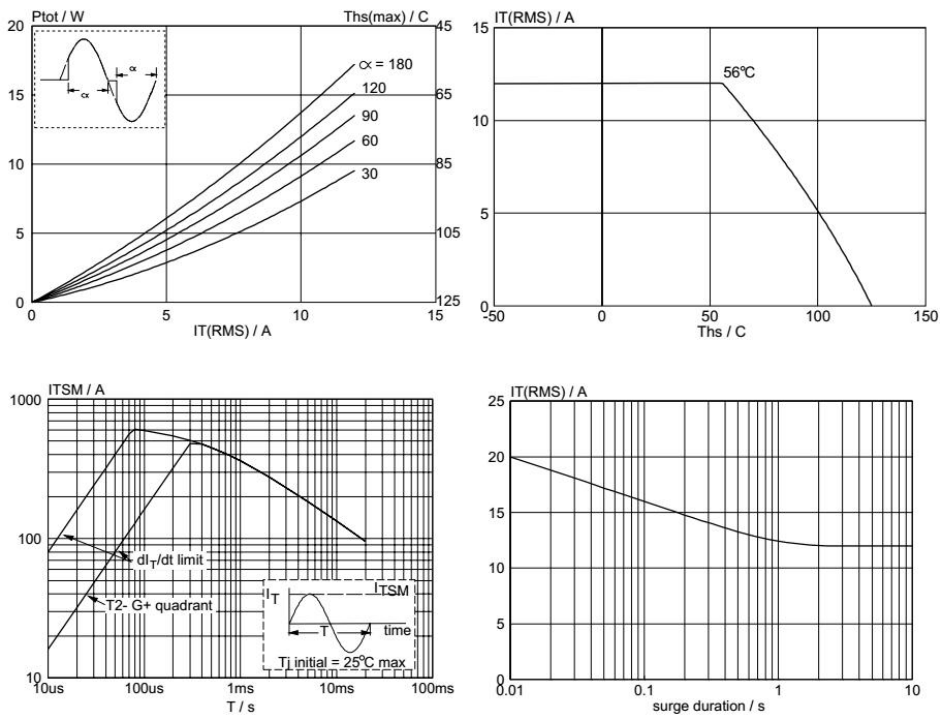 Ptot / W
Ths(max) / C
20
45
α
α
α = 180
15
120
65
90
10
60
85
30
5
105
0
125
0
5
10
15
IT(RMS) / A
IT(RMS) / A
15
56°C
10
5
0
-50
0
50
100
150
Ths / C
ITSM / A
1000
100
dIT/dt limit
T2- G+ quadrant
IT
ITSM
T
time
Tj initial = 25°C max
10
10us
100us
1ms
10ms
100ms
T / s
IT(RMS) / A
25
20
15
10
5
0
0.01
0.1
1
10
surge duration / s